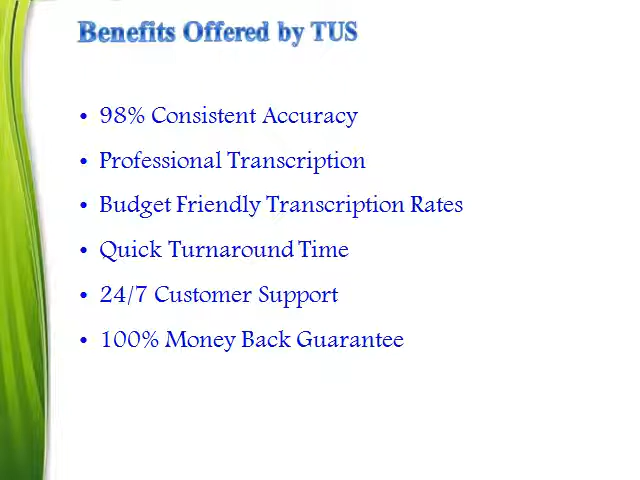 Benefits Offered by TUS
• 98% Consistent Accuracy
• Professional Transcription
• Budget Friendly Transcription Rates
• Quick Turnaround Time
• 24/7 Customer Support
• 100% Money Back Guarantee